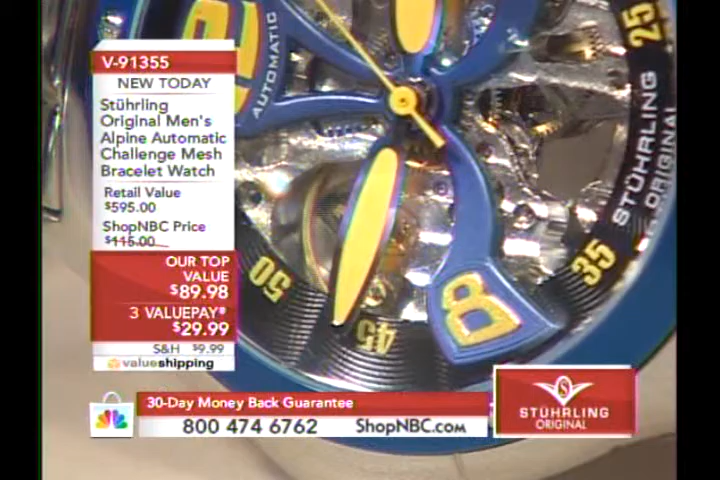 V-91355
NEW TODAY
Stührling
Original Men's
Alpine Automatic
Challenge Mesh
Bracelet Watch
Retail Value
$595.00
ShopNBC Price
$115.00
OUR TOP
VALUE
$89.98
3 VALUEPAY®
$29.99
S&H $9.99
valueshipping
30-Day Money Back Guarantee
800 474 6762 ShopNBC.com
S
STÜHRLING
ORIGINAL
AUTOMATIC
25
STÜHRLING
ORIGINAL
35
8
45
50